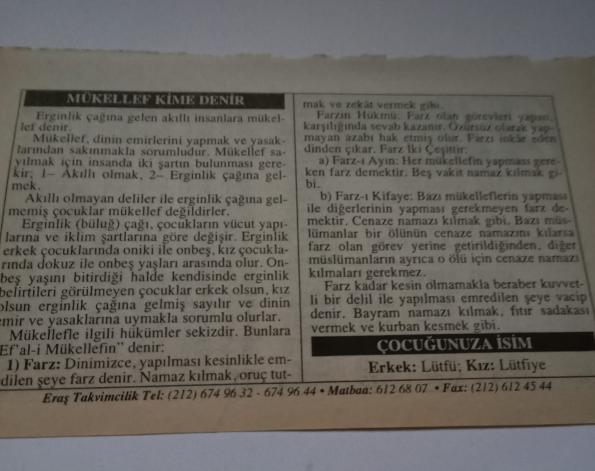 MÜKELLEF KİME DENİR
Erginlik çağına gelen akıllı insanlara mükel-
lef denir.
Mükellef, dinin emirlerini yapmak ve yasak-
larından sakınmakla sorumludur. Mükellef sa-
yılmak için insanda iki şartın bulunması gere-
kir; 1– Akıllı olmak, 2– Erginlik çağına gel-
mek.
Akıllı olmayan deliler ile erginlik çağına gel-
memiş çocuklar mükellef değildirler.
Erginlik (büluğ) çağı, çocukların vücut yapı-
larına ve iklim şartlarına göre değişir. Erginlik
erkek çocuklarında oniki ile onbeş, kız çocukla-
rında dokuz ile onbeş yaşları arasında olur. On-
beş yaşını bitirdiği halde kendisinde erginlik
belirtileri görülmeyen çocuklar erkek olsun, kız
olsun erginlik çağına gelmiş sayılır ve dinin
emir ve yasaklarına uymakla sorumlu olurlar.
Mükellefle ilgili hükümler sekizdir. Bunlara
Ef'al-i Mükellefin" denir:
1) Farz: Dinimizce, yapılması kesinlikle em-
dilen şeye farz denir. Namaz kılmak, oruç tut-
mak ve zekât vermek gibi.
Farzın Hükmü: Farz olan görevleri yapan,
karşılığında sevab kazanır. Özürsüz olarak yap-
mayan azabı hak etmiş olur. Farzı inkâr eden
dinden çıkar. Farz İki Çeşittir:
a) Farz-ı Ayın: Her mükellefin yapması gere-
ken farz demektir. Beş vakit namaz kılmak gi-
bi.
b) Farz-ı Kifaye: Bazı mükelleflerin yapması
ile diğerlerinin yapması gerekmeyen farz de-
mektir. Cenaze namazı kılmak gibi. Bazı müs-
lümanlar bir ölünün cenaze namazını kılarsa
farz olan görev yerine getirildiğinden, diğer
müslümanların ayrıca o ölü için cenaze namazı
kılmaları gerekmez.
Farz kadar kesin olmamakla beraber kuvvet-
li bir delil ile yapılması emredilen şeye vacip
denir. Bayram namazı kılmak, fıtır sadakası
vermek ve kurban kesmek gibi.
ÇOCUĞUNUZA İSİM
Erkek: Lütfü; Kız: Lütfiye
Eraş Takvimcilik Tel: (212) 674 96 32 - 674 96 44 • Matbaa: 612 68 07 • Fax: (212) 612 45 44